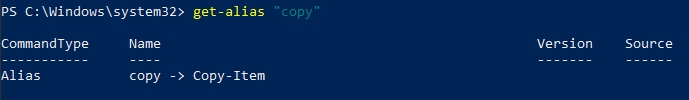 PS C:\Windows\system32> get-alias "copy"
CommandType     Name                                               Version    Source
-----------     ----                                               -------    ------
Alias           copy -> Copy-Item